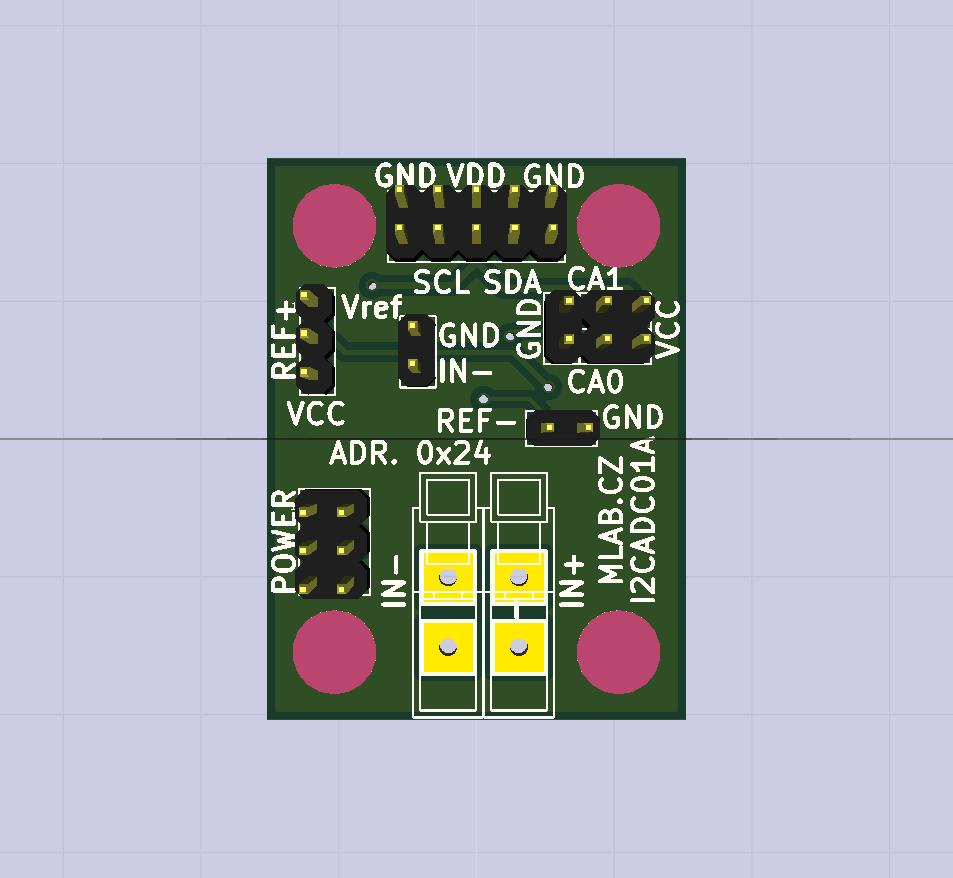 GND VDD GND
SCL SDA
CA1
Vref
REF+
GND
GND
VCC
IN-
CA0
VCC
REF-
GND
ADR. 0x24
POWER
IN-
IN+
MLAB.CZ
I2CADC01A